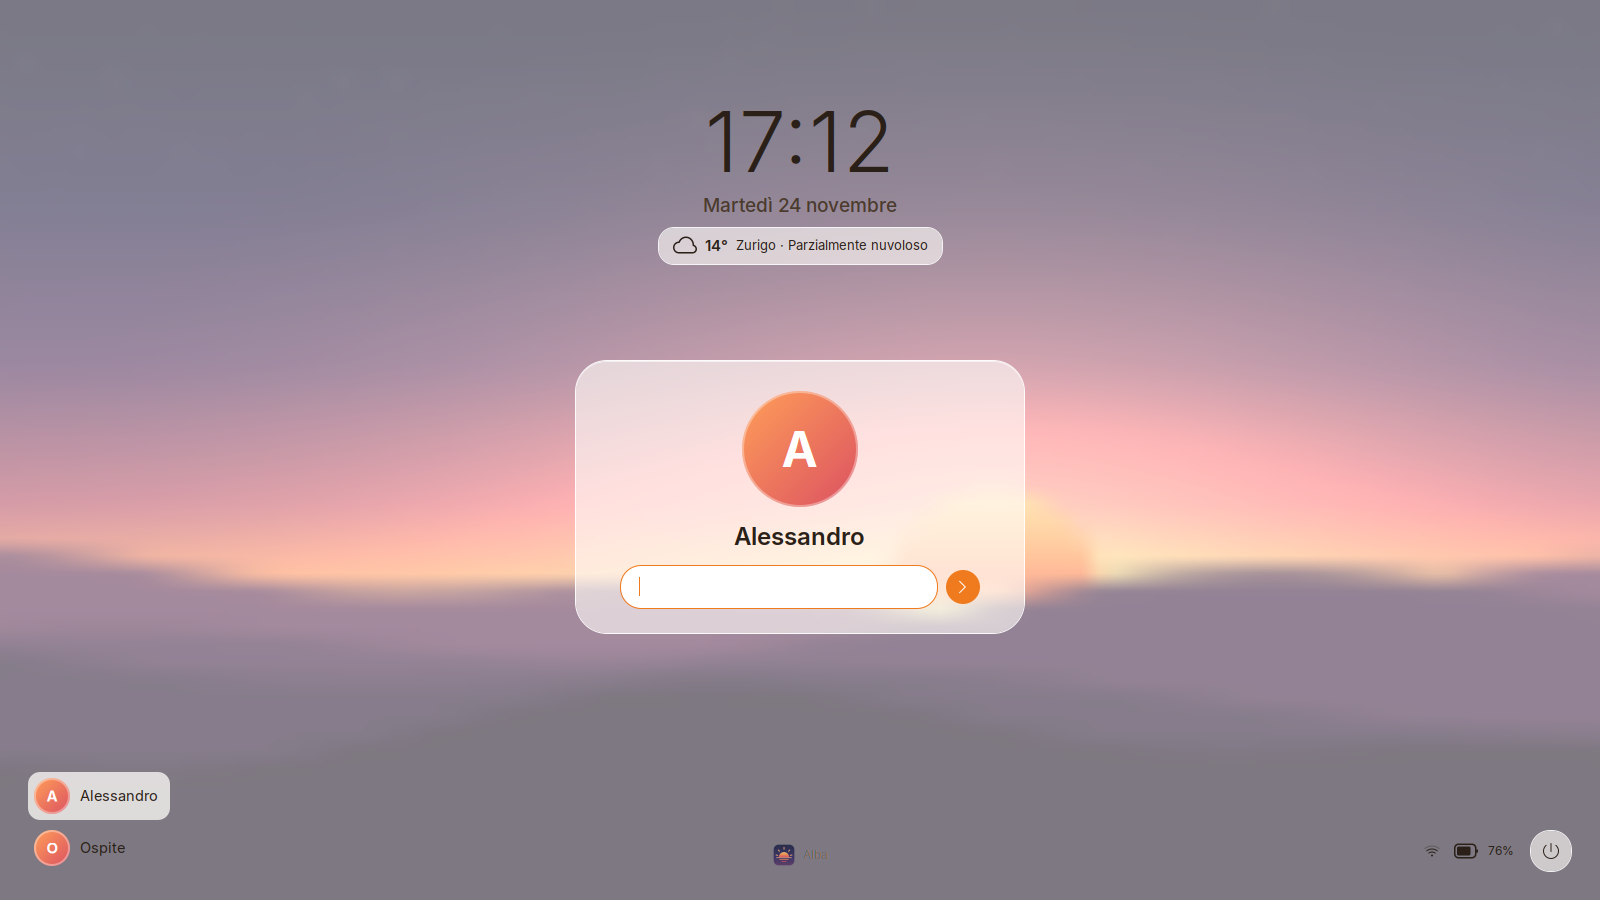 17:12
Martedì 24 novembre
14° Zurigo · Parzialmente nuvoloso
A
Alessandro
A Alessandro
O Ospite
Alba
76%